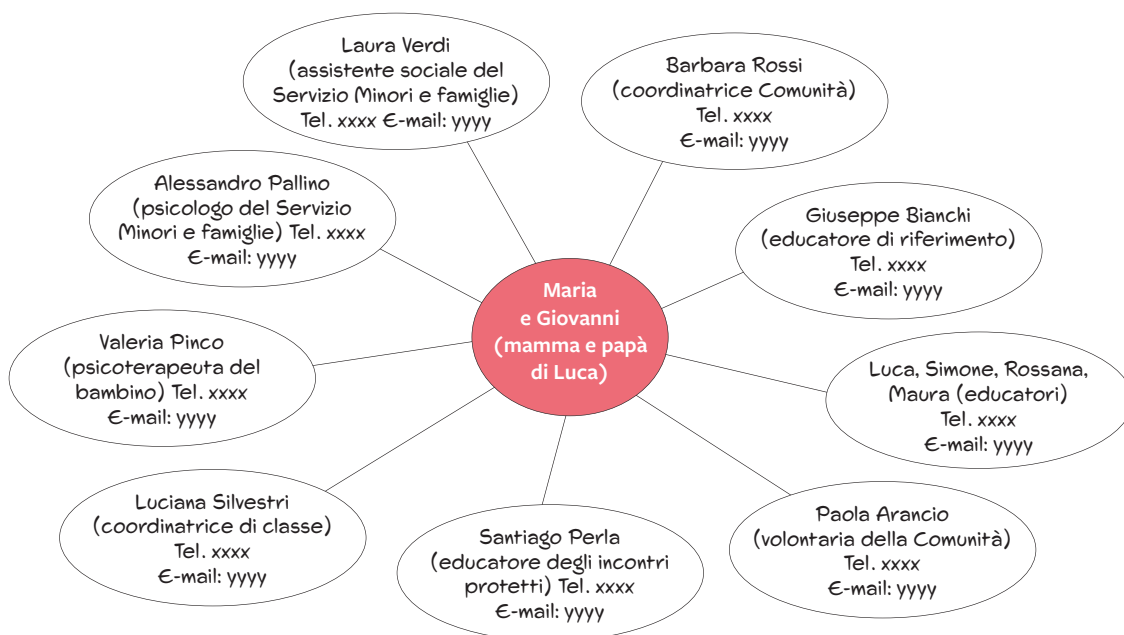 Laura Verdi
(assistente sociale del
Servizio Minori e famiglie)
Tel. xxxx E-mail: yyyy
Barbara Rossi
(coordinatrice Comunità)
Tel. xxxx
E-mail: yyyy
Alessandro Pallino
(psicologo del Servizio
Minori e famiglie) Tel. xxxx
E-mail: yyyy
Giuseppe Bianchi
(educatore di riferimento)
Tel. xxxx
E-mail: yyyy
Maria
e Giovanni
(mamma e papà
di Luca)
Valeria Pinco
(psicoterapeuta del
bambino) Tel. xxxx
E-mail: yyyy
Luca, Simone, Rossana,
Maura (educatori)
Tel. xxxx
E-mail: yyyy
Luciana Silvestri
(coordinatrice di classe)
Tel. xxxx
E-mail: yyyy
Santiago Perla
(educatore degli incontri
protetti) Tel. xxxx
E-mail: yyyy
Paola Arancio
(volontaria della Comunità)
Tel. xxxx
E-mail: yyyy